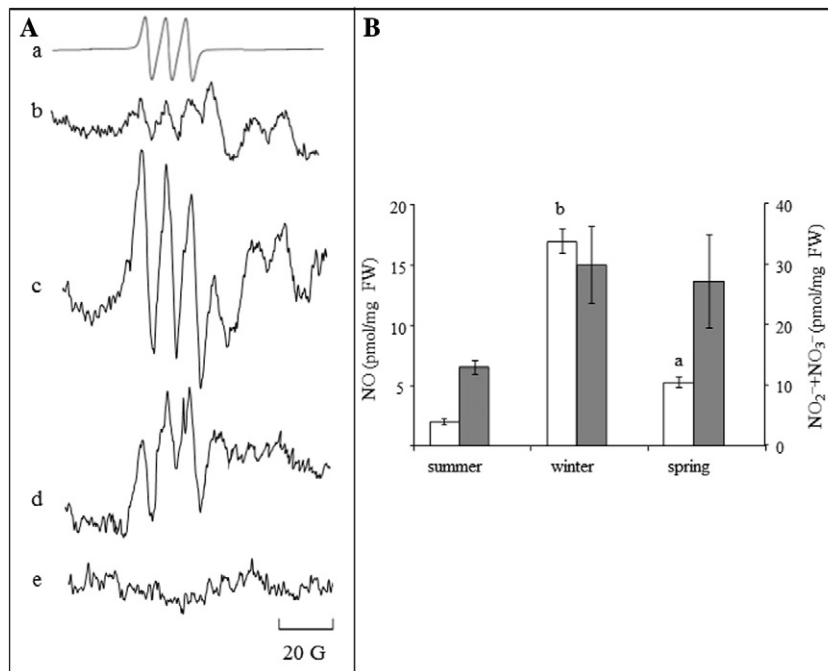 A
a
b
c
d
e
20 G
B
NO (pmol/mg FW)
20
15
10
5
b
a
summer
winter
spring
40
30
20
10
0
NO₂⁻+NO₃⁻ (pmol/mg FW)